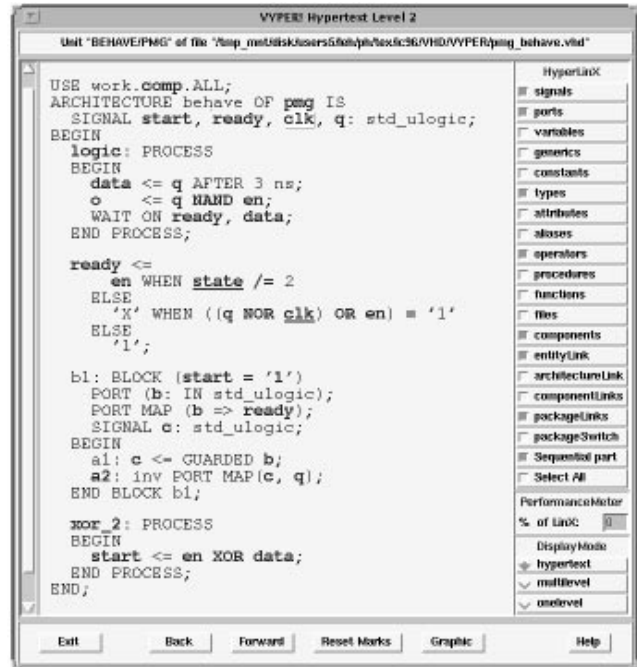 VYPER! Hypertext Level 2
Unit "BEHAVE/PMG" of file "/tmp_mnt/disk/users5/leh/ph/tex/ic96/VHD/VYPER/pmg_behave.vhd"
USE work.comp.ALL;
ARCHITECTURE behave OF pmg IS
SIGNAL start, ready, clk, q: std_ulogic;
BEGIN
logic: PROCESS
BEGIN
data <= q AFTER 3 ns;
o <= q NAND en;
WAIT ON ready, data;
END PROCESS;
ready <=
en WHEN state /= 2
ELSE
'X' WHEN ((q NOR clk) OR en) = '1'
ELSE
'1';
b1: BLOCK (start = '1')
PORT (b: IN std_ulogic);
PORT MAP (b => ready);
SIGNAL c: std_ulogic;
BEGIN
a1: c <= GUARDED b;
a2: inv PORT MAP(c, q);
END BLOCK b1;
xor_2: PROCESS
BEGIN
start <= en XOR data;
END PROCESS;
END;
HyperLinX
signals
ports
variables
generics
constants
types
attributes
aliases
operators
procedures
functions
files
components
entityLink
architectureLink
componentLinks
packageLinks
packageSwitch
Sequential part
Select All
PerformanceMeter
% of LinX: 0
DisplayMode
hypertext
multilevel
onelevel
Exit Back Forward Reset Marks Graphic Help